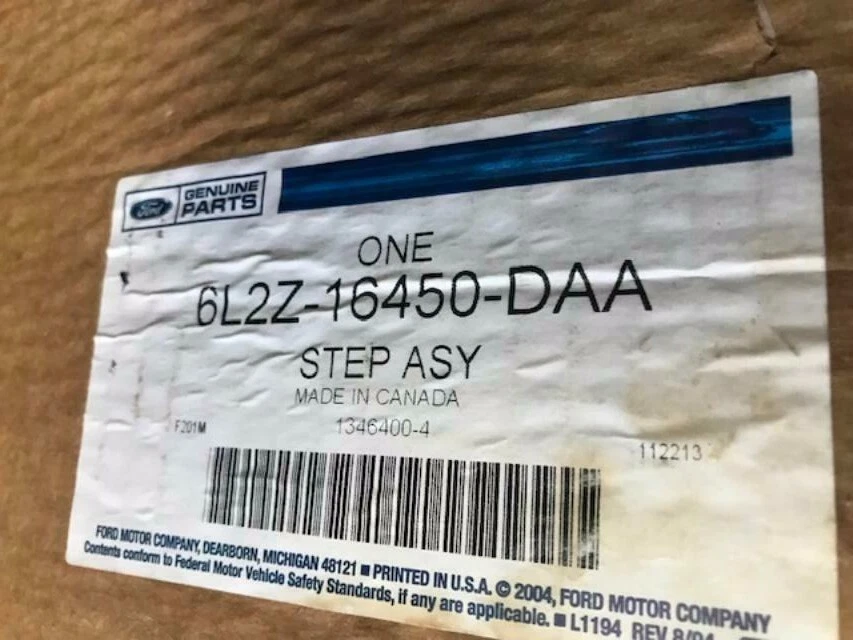 Ford GENUINE
PARTS
ONE
6L2Z-16450-DAA
STEP ASY
MADE IN CANADA
F201M 1346400-4 112213
FORD MOTOR COMPANY, DEARBORN, MICHIGAN 48121 ■ PRINTED IN U.S.A. © 2004, FORD MOTOR COMPANY
Contents conform to Federal Motor Vehicle Safety Standards, if any are applicable. ■ L1194 REV